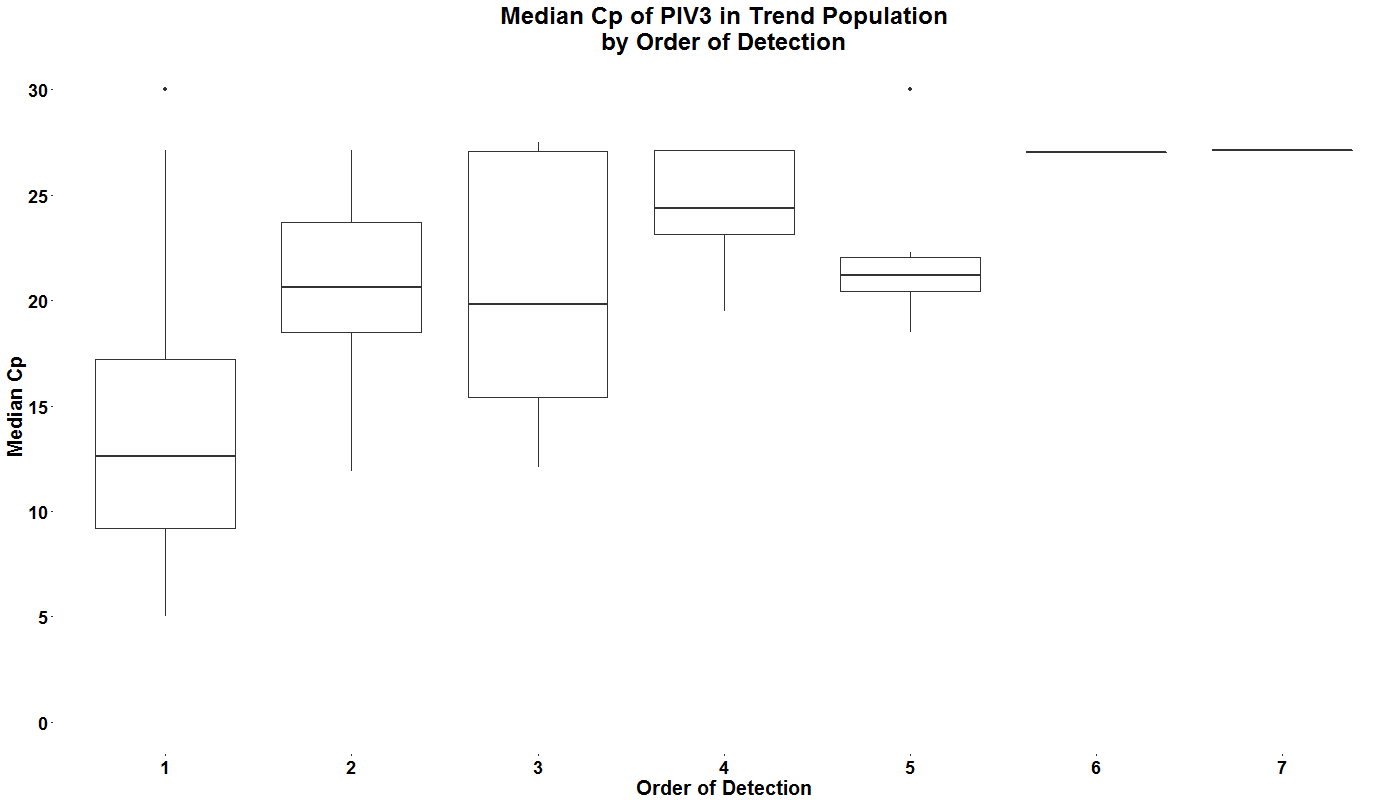 Median Cp of PIV3 in Trend Population
by Order of Detection
30
25
20
15
10
5
0
Median Cp
1 2 3 4 5 6 7
Order of Detection